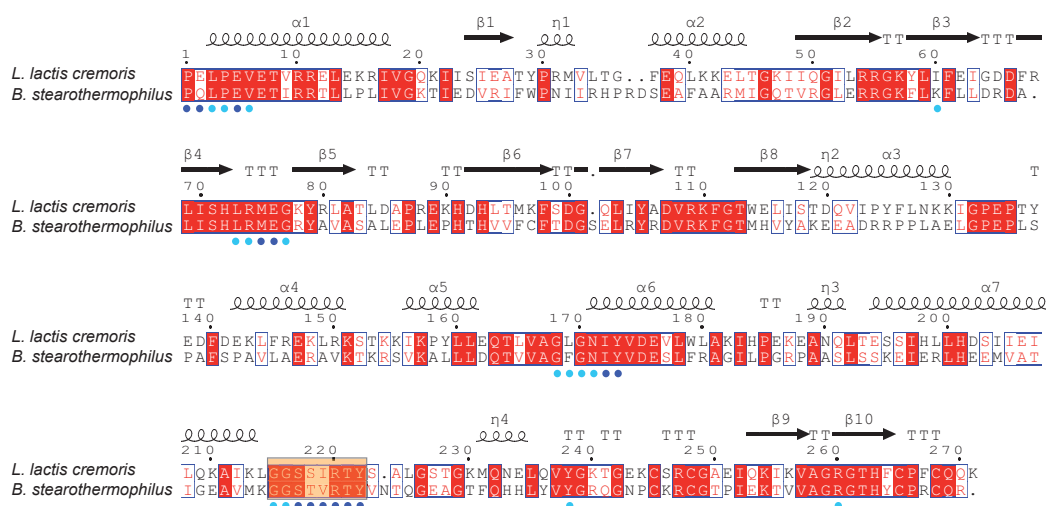 α1 β1 η1 α2 β2 TT β3 TTT
1 10 20 30 40 50 60
L. lactis cremoris PELPEVETVRRELEKRIVGQKIISIEATYPRMVLTG..FEQLKKELTGKIIQGILRRGKYLIFEIGDDFR
B. stearothermophilus PQLPEVETIRRTLLPLIVGKTIEDVRIFWPNIIRHPRDSEAFAARMIGQTVRGLERRGKFLKFLLDRDA.
β4 TTT β5 TT TT β6 TT . β7 TT β8 η2 α3 T
70 80 90 100 110 120 130
L. lactis cremoris LISHLRMEGKYRLATLDAPREKHDHLTMKFSDG.QLIYADVRKFGTWELISTDQVIPYFLNKKIGPEPTY
B. stearothermophilus LISHLRMEGRYAVASALEPLEPHTHVVFCFTDGSELRYRDVRKFGTMHVYAKEEADRRPPLAELGPEPLS
TT α4 α5 α6 TT η3 α7
140 150 160 170 180 190 200
L. lactis cremoris EDFDEKLFREKLRKSTKKIKPYLLEQTLVAGLGNIYVDEVLWLAKIHPEKEANQLTESSIHLLHDSIIEI
B. stearothermophilus PAFSPAVLAERAVKTKRSVKALLLDQTVVAGFGNIYVDESLFRAGILPGRPAASLSSKEIERLHEEMVAT
η4 TT TT TTT β9 TT β10 TTT
210 220 230 240 250 260 270
L. lactis cremoris LQKAIKLGGSSIRTYS.ALGSTGKMQNELQVYGKTGEKCSRCGAEIQKIKVAGRGTHFCPFCQQK
B. stearothermophilus IGEAVMKGGSTVRTYVNTQGEAGTFQHHLYVYGRQGNPCKRCGTPIEKTVVAGRGTHYCPRCQR.